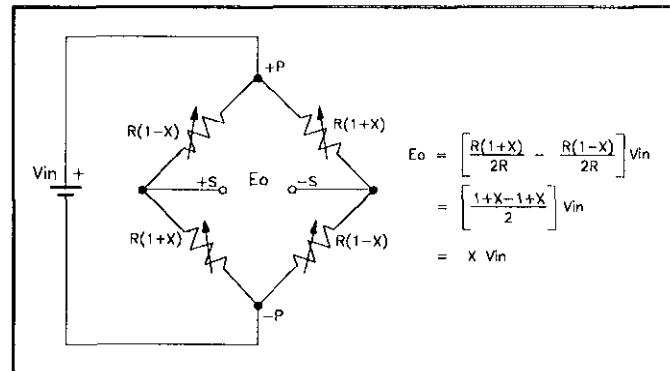 +P
R(1-X)
R(1+X)
Vin +
+S
Eo
-S
R(1+X)
R(1-X)
-P
Eo = [R(1+X)/2R - R(1-X)/2R] Vin
= [1+X-1+X/2] Vin
= X Vin